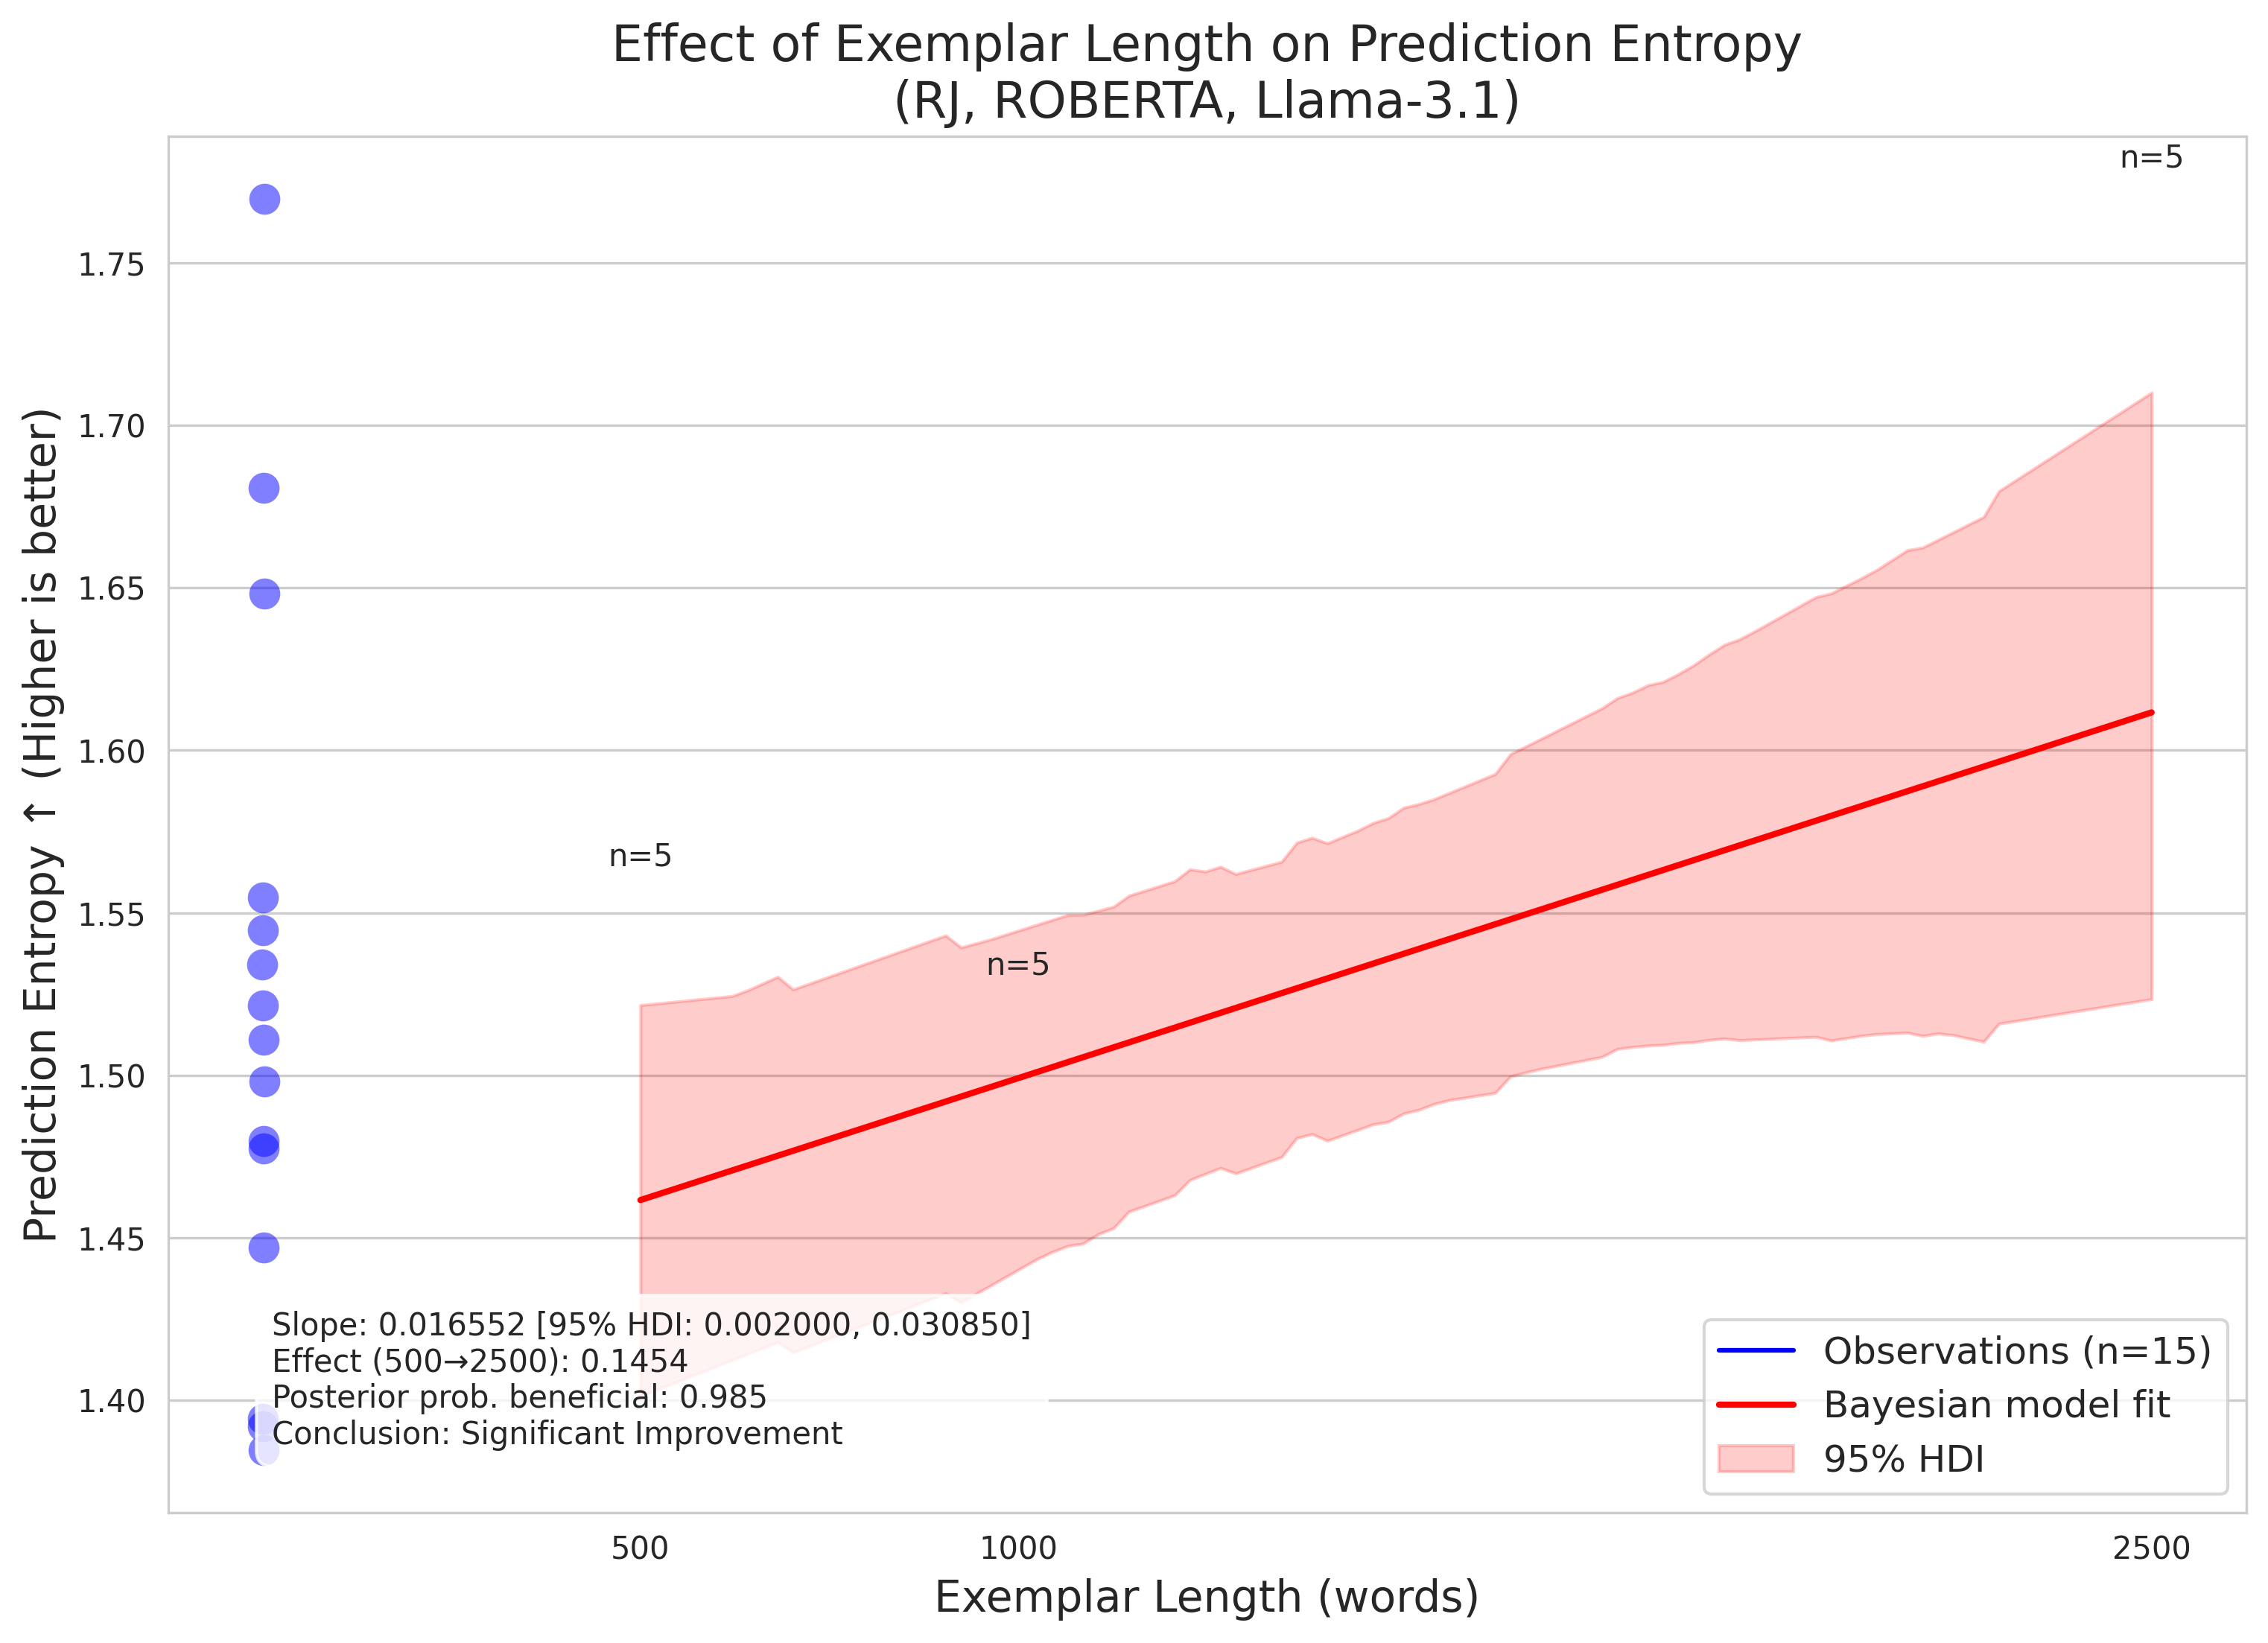 Effect of Exemplar Length on Prediction Entropy
(RJ, ROBERTA, Llama-3.1)
Prediction Entropy ↑ (Higher is better)
1.75
1.70
1.65
1.60
1.55
1.50
1.45
1.40
n=5
n=5
n=5
Slope: 0.016552 [95% HDI: 0.002000, 0.030850]
Effect (500→2500): 0.1454
Posterior prob. beneficial: 0.985
Conclusion: Significant Improvement
Observations (n=15)
Bayesian model fit
95% HDI
500
1000
2500
Exemplar Length (words)